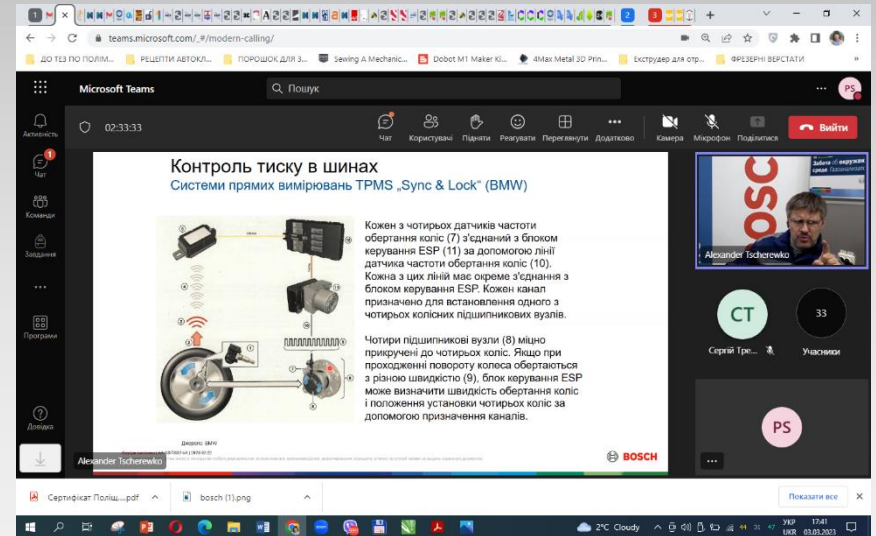 teams.microsoft.com/_#/modern-calling/
ДО ТЕЗ ПО ПОЛІМ...
РЕЦЕПТИ АВТОКЛ...
ПОРОШОК ДЛЯ З...
Sewing A Mechanic...
Dobot M1 Maker Ki...
4Max Metal 3D Prin...
Екструдер для отр...
ФРЕЗЕРНІ ВЕРСТАТИ
Microsoft Teams
Пошук
PS
02:33:33
Чат
Користувачі
Підняти
Реагувати
Переглянути
Додатково
Камера
Мікрофон
Поділитися
Вийти
Активність
Чат
Команди
Завдання
Програми
Довідка
Контроль тиску в шинах
Системи прямих вимірювань TPMS „Sync & Lock“ (BMW)
Кожен з чотирьох датчиків частоти
обертання коліс (7) з'єднаний з блоком
керування ESP (11) за допомогою лінії
датчика частоти обертання коліс (10).
Кожна з цих ліній має окреме з'єднання з
блоком керування ESP. Кожен канал
призначено для встановлення одного з
чотирьох колісних підшипникових вузлів.
Чотири підшипникові вузли (8) міцно
прикручені до чотирьох коліс. Якщо при
проходженні повороту колеса обертаються
з різною швидкістю (9), блок керування ESP
може визначити швидкість обертання коліс
і положення установки чотирьох коліс за
допомогою призначення каналів.
Джерело: BMW
BOSCH
Alexander Tscherewko
Alexander Tscherewko
СТ
33
Сергій Тре...
Учасники
PS
Сертифікат Поліщ....pdf
bosch (1).png
Показати все
2°C Cloudy
44 31 47
УКР
UKR
17:41
03.03.2023